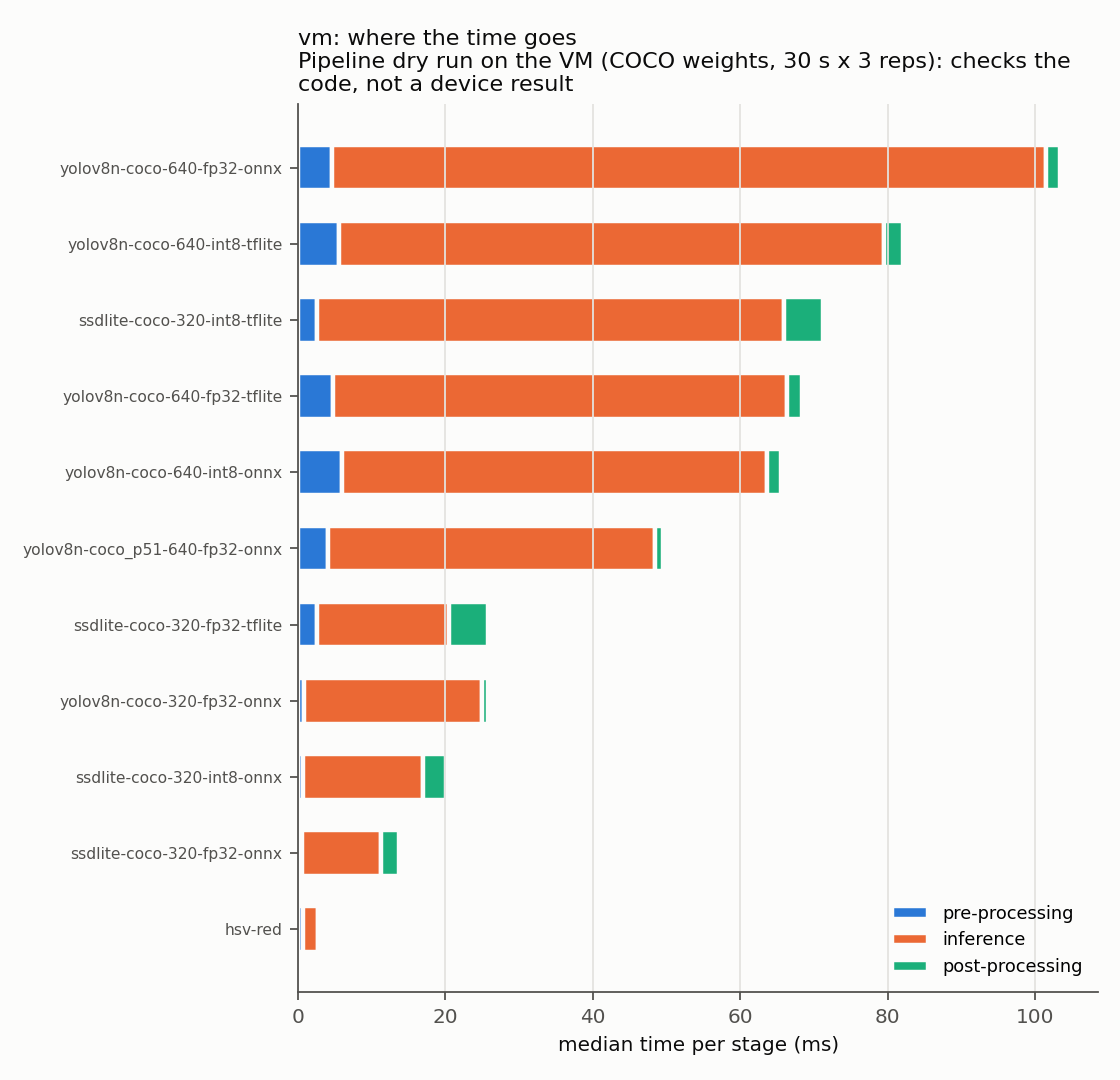 vm: where the time goes
Pipeline dry run on the VM (COCO weights, 30 s x 3 reps): checks the
code, not a device result
yolov8n-coco-640-fp32-onnx
yolov8n-coco-640-int8-tflite
ssdlite-coco-320-int8-tflite
yolov8n-coco-640-fp32-tflite
yolov8n-coco-640-int8-onnx
yolov8n-coco_p51-640-fp32-onnx
ssdlite-coco-320-fp32-tflite
yolov8n-coco-320-fp32-onnx
ssdlite-coco-320-int8-onnx
ssdlite-coco-320-fp32-onnx
hsv-red
pre-processing
inference
post-processing
0 20 40 60 80 100
median time per stage (ms)